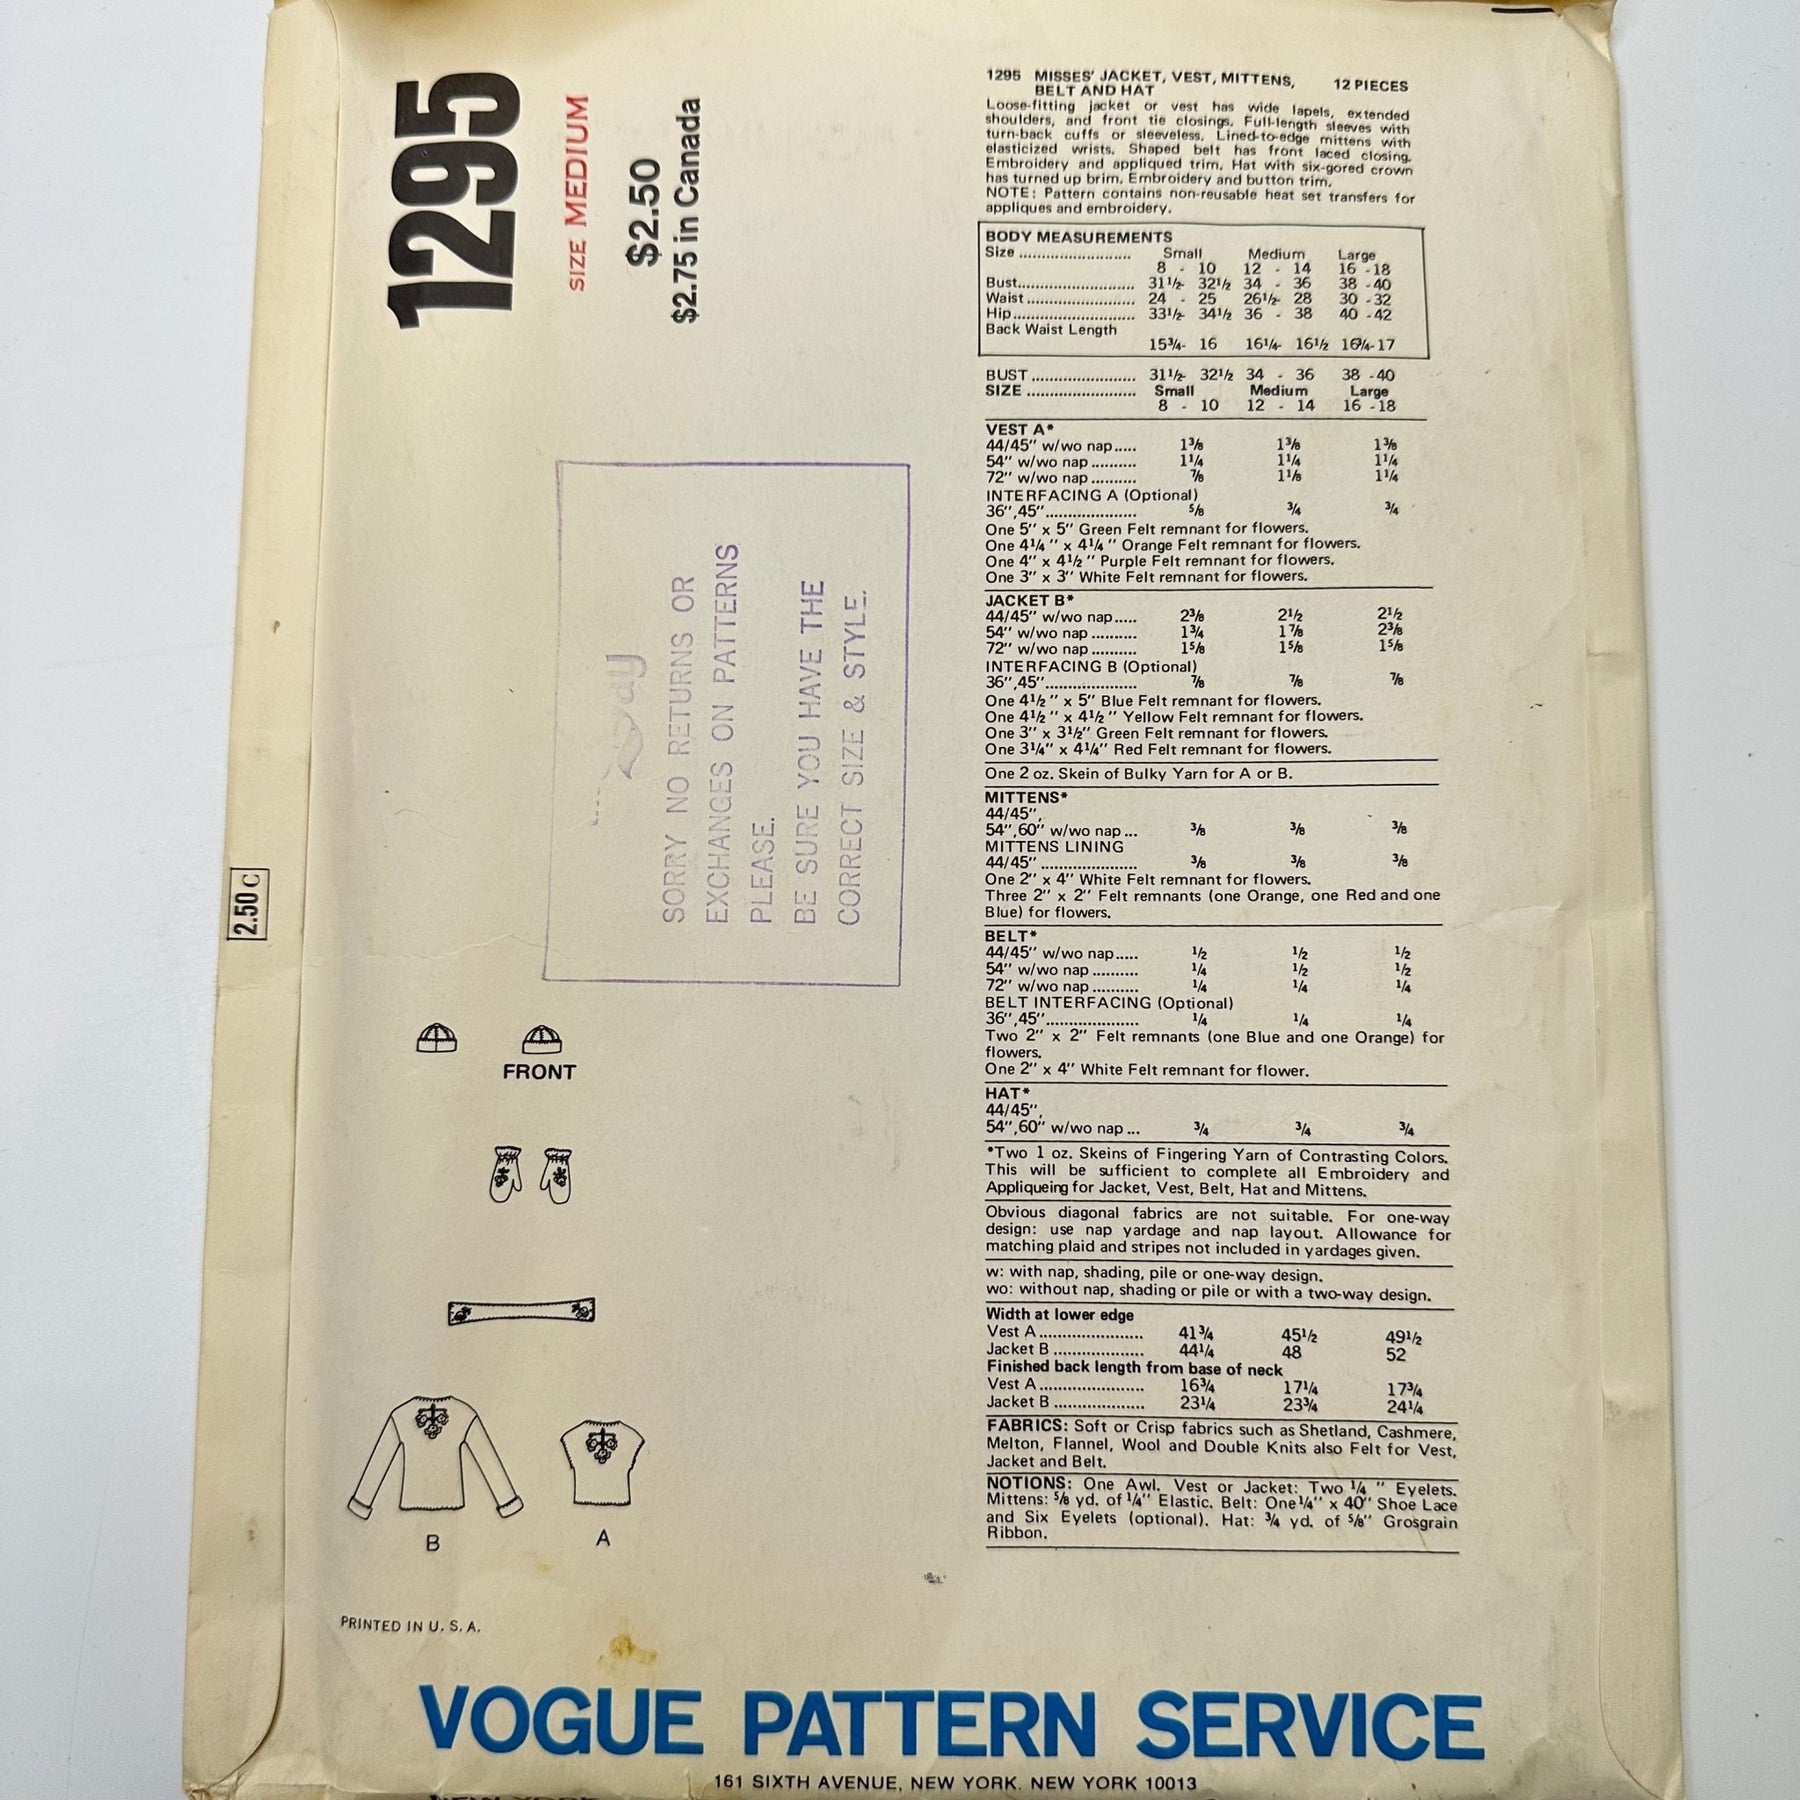 1295
SIZE MEDIUM
$2.50
$2.75 in Canada
SORRY NO RETURNS OR
EXCHANGES ON PATTERNS
PLEASE.
BE SURE YOU HAVE THE
CORRECT SIZE & STYLE.
2.50 C
FRONT
B
A
PRINTED IN U. S. A.
1295 MISSES' JACKET, VEST, MITTENS, 12 PIECES
BELT AND HAT
Loose-fitting jacket or vest has wide lapels, extended
shoulders, and front tie closings. Full-length sleeves with
turn-back cuffs or sleeveless. Lined-to-edge mittens with
elasticized wrists. Shaped belt has front laced closing.
Embroidery and appliqued trim. Hat with six-gored crown
has turned up brim. Embroidery and button trim.
NOTE: Pattern contains non-reusable heat set transfers for
appliques and embroidery.
BODY MEASUREMENTS
Size .......................... Small Medium Large
8 - 10 12 - 14 16 -18
Bust........................... 31½- 32½ 34 - 36 38 -40
Waist ......................... 24 - 25 26½- 28 30 -32
Hip............................ 33½- 34½ 36 - 38 40 -42
Back Waist Length
15¾- 16 16¼- 16½ 16¾-17
BUST ........................ 31½- 32½ 34 - 36 38 -40
SIZE ......................... Small Medium Large
8 - 10 12 - 14 16 -18
VEST A*
44/45" w/wo nap..... 1⅜ 1⅜ 1⅜
54" w/wo nap .......... 1¼ 1¼ 1¼
72" w/wo nap .......... ⅞ 1⅛ 1¼
INTERFACING A (Optional)
36",45"..................... ⅝ ¾ ¾
One 5" x 5" Green Felt remnant for flowers.
One 4¼" x 4¼" Orange Felt remnant for flowers.
One 4" x 4½" Purple Felt remnant for flowers.
One 3" x 3" White Felt remnant for flowers.
JACKET B*
44/45" w/wo nap..... 2⅜ 2½ 2½
54" w/wo nap .......... 1¾ 1⅞ 2⅜
72" w/wo nap .......... 1⅝ 1⅝ 1⅝
INTERFACING B (Optional)
36",45"..................... ⅞ ⅞ ⅞
One 4½" x 5" Blue Felt remnant for flowers.
One 4½" x 4½" Yellow Felt remnant for flowers.
One 3" x 3½" Green Felt remnant for flowers.
One 3¼" x 4¼" Red Felt remnant for flowers.
One 2 oz. Skein of Bulky Yarn for A or B.
MITTENS*
44/45",
54",60" w/wo nap ... ⅜ ⅜ ⅜
MITTENS LINING
44/45" ...................... ⅜ ⅜ ⅜
One 2" x 4" White Felt remnant for flowers.
Three 2" x 2" Felt remnants (one Orange, one Red and one
Blue) for flowers.
BELT*
44/45" w/wo nap..... ½ ½ ½
54" w/wo nap .......... ¼ ½ ½
72" w/wo nap .......... ¼ ¼ ¼
BELT INTERFACING (Optional)
36",45"..................... ¼ ¼ ¼
Two 2" x 2" Felt remnants (one Blue and one Orange) for
flowers.
One 2" x 4" White Felt remnant for flower.
HAT*
44/45",
54",60" w/wo nap ... ¾ ¾ ¾
*Two 1 oz. Skeins of Fingering Yarn of Contrasting Colors.
This will be sufficient to complete all Embroidery and
Appliqueing for Jacket, Vest, Belt, Hat and Mittens.
Obvious diagonal fabrics are not suitable. For one-way
design: use nap yardage and nap layout. Allowance for
matching plaid and stripes not included in yardages given.
w: with nap, shading, pile or one-way design.
wo: without nap, shading or pile or with a two-way design.
Width at lower edge
Vest A ........................ 41¾ 45½ 49½
Jacket B ..................... 44¼ 48 52
Finished back length from base of neck
Vest A ........................ 16¾ 17¼ 17¾
Jacket B ..................... 23¼ 23¾ 24¼
FABRICS: Soft or Crisp fabrics such as Shetland, Cashmere,
Melton, Flannel, Wool and Double Knits also Felt for Vest,
Jacket and Belt.
NOTIONS: One Awl. Vest or Jacket: Two ¼" Eyelets.
Mittens: ⅝ yd. of ¼" Elastic. Belt: One ¼" x 40" Shoe Lace
and Six Eyelets (optional). Hat: ¾ yd. of ⅝" Grosgrain
Ribbon.
VOGUE PATTERN SERVICE
161 SIXTH AVENUE, NEW YORK, NEW YORK 10013